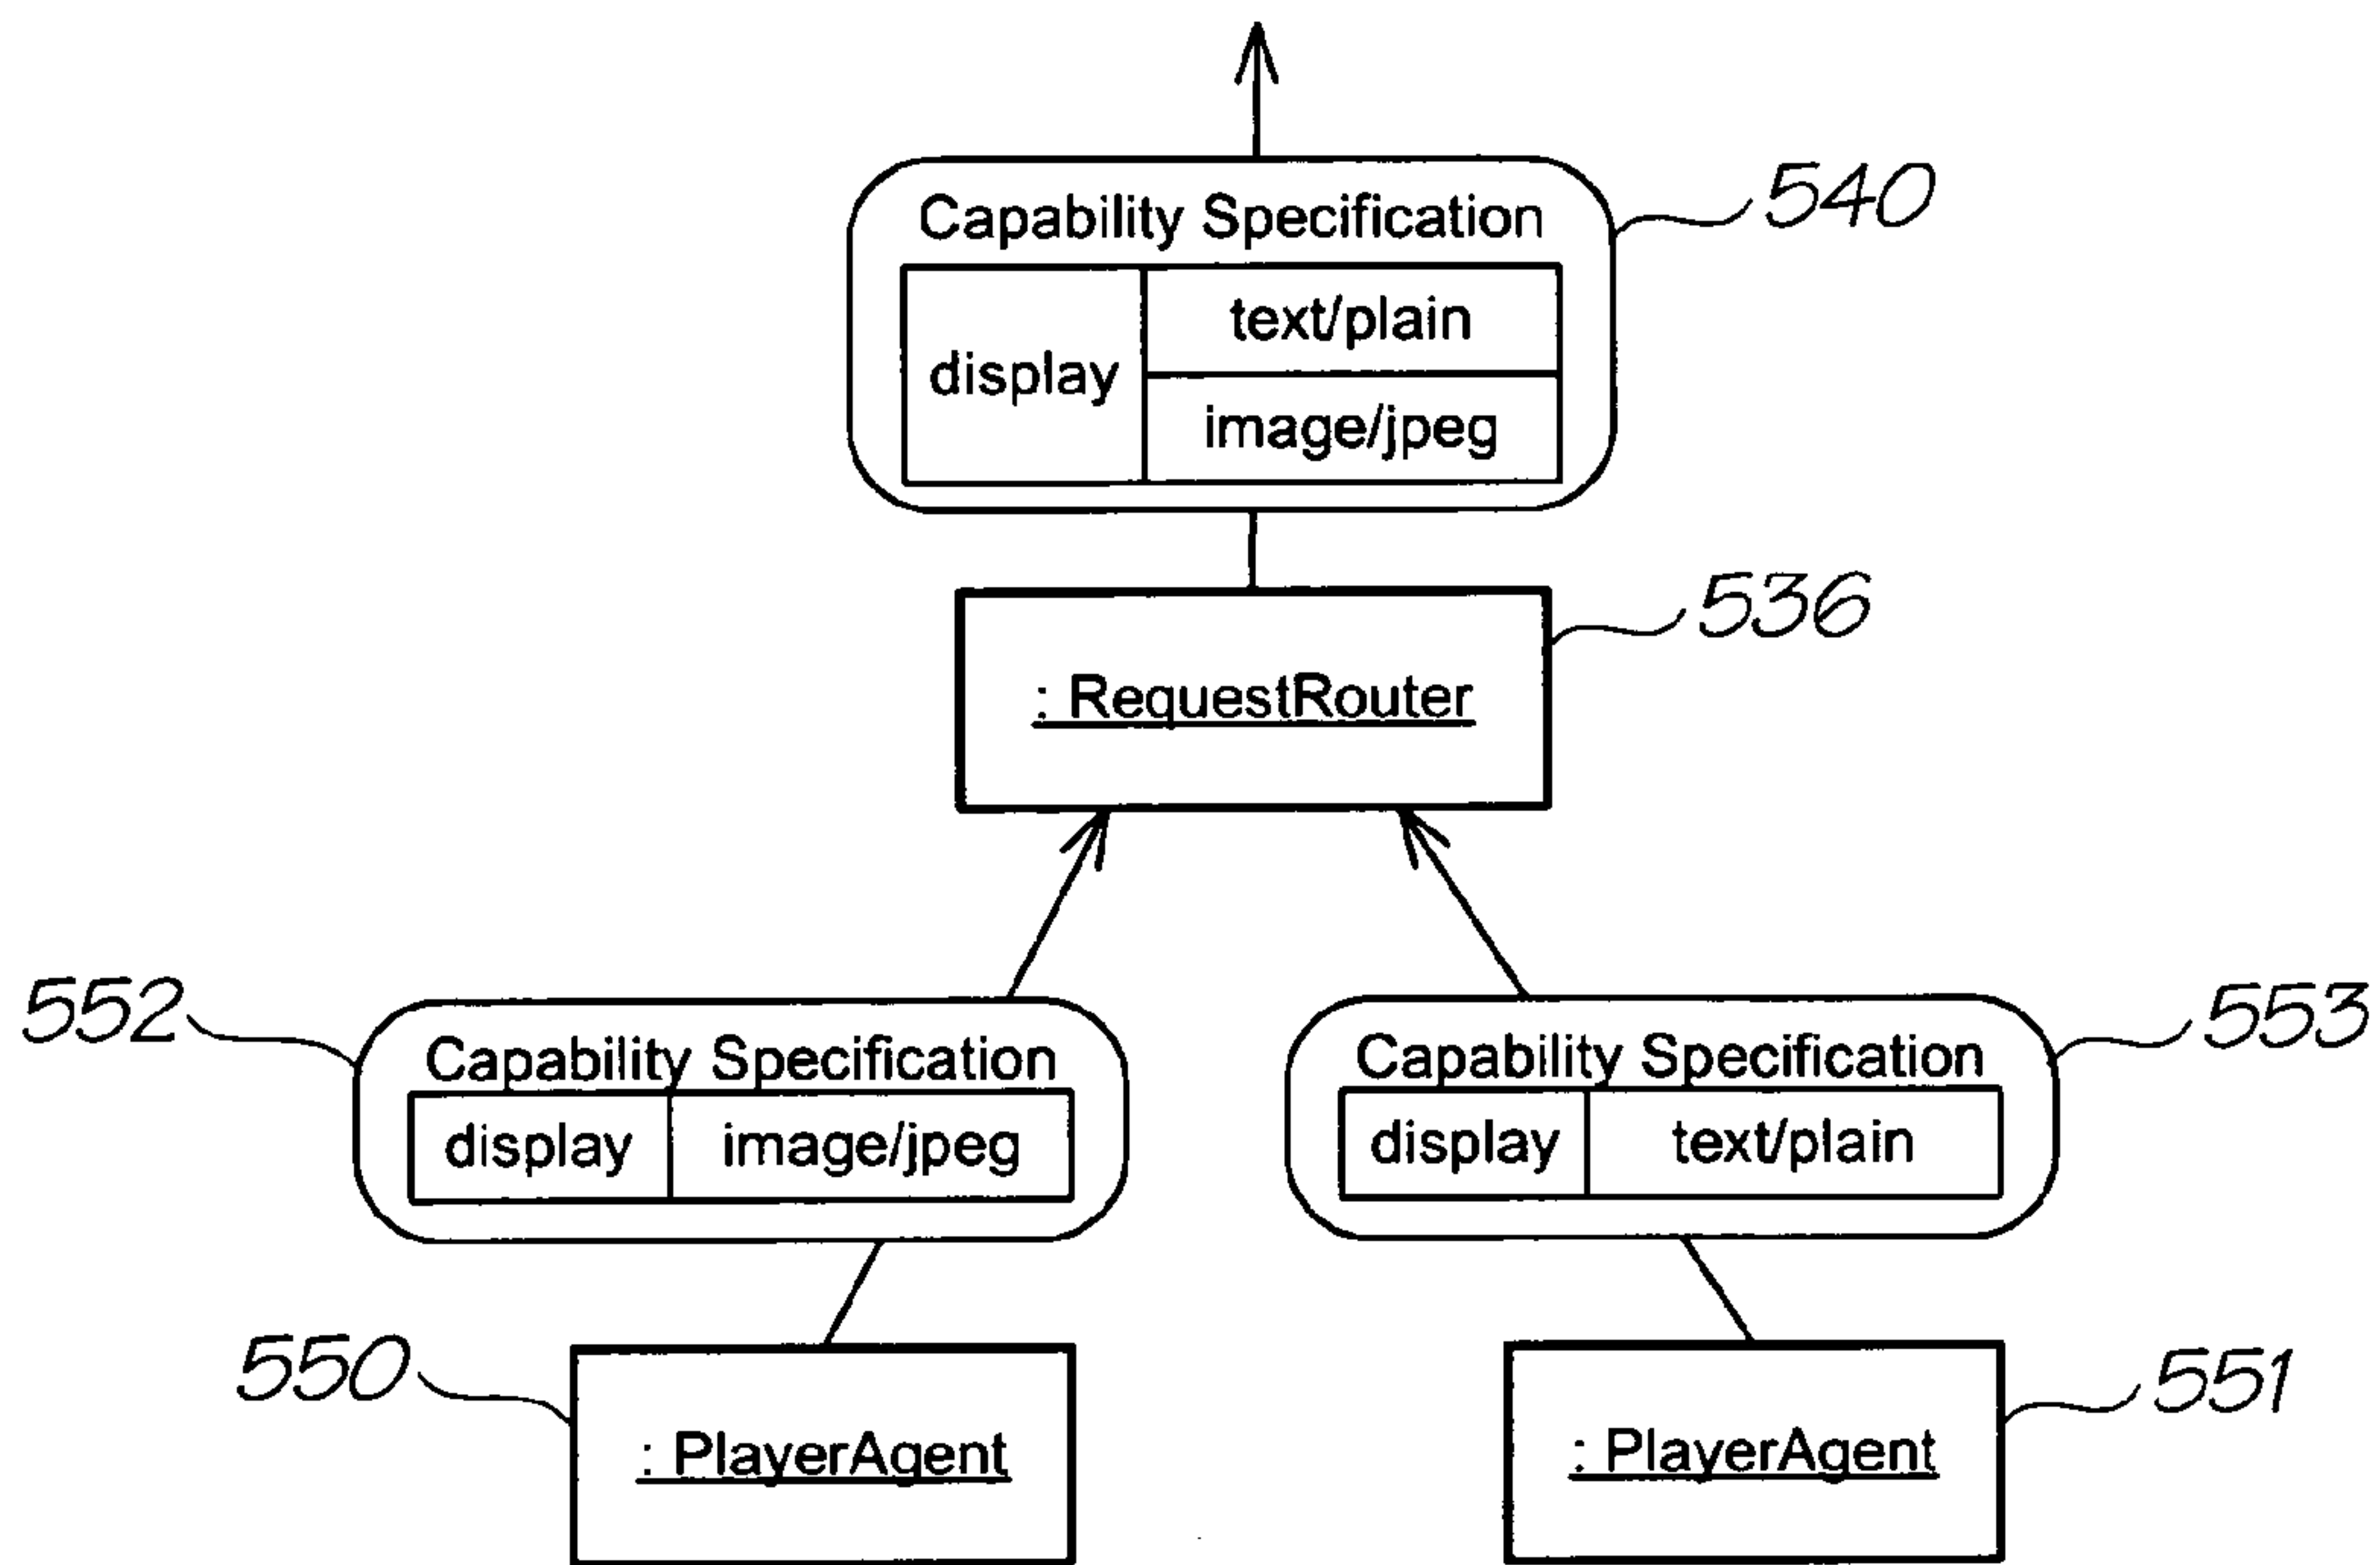 Capability Specification
540
text/plain
display
image/jpeg
536
: RequestRouter
552
Capability Specification
display
image/jpeg
553
Capability Specification
display
text/plain
550
: PlayerAgent
551
: PlayerAgent